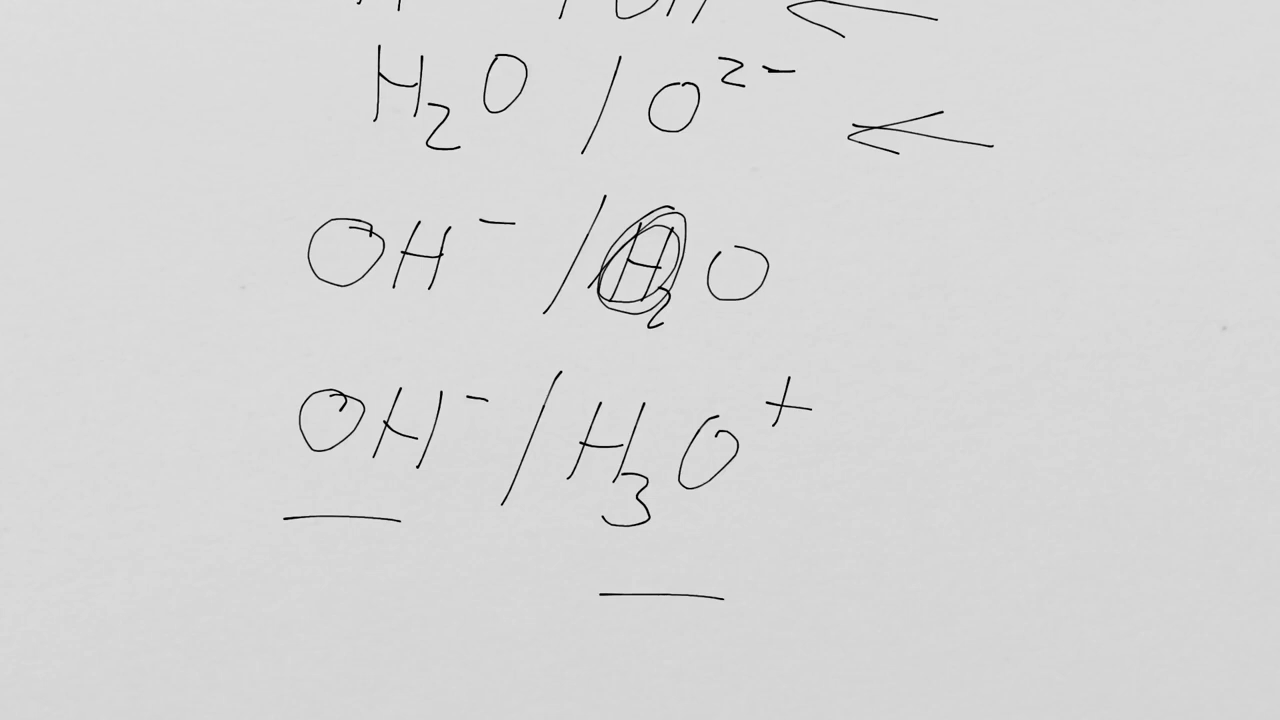 H₂O / O²⁻
OH⁻ / H₂O
OH⁻ / H₃O⁺